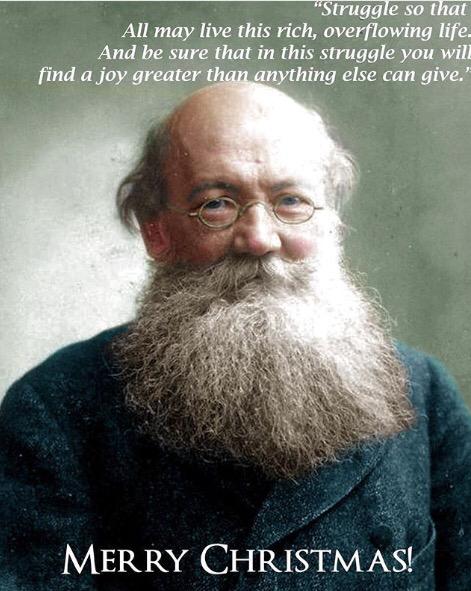 “Struggle so that
All may live this rich, overflowing life.
And be sure that in this struggle you will
find a joy greater than anything else can give.”
MERRY CHRISTMAS!